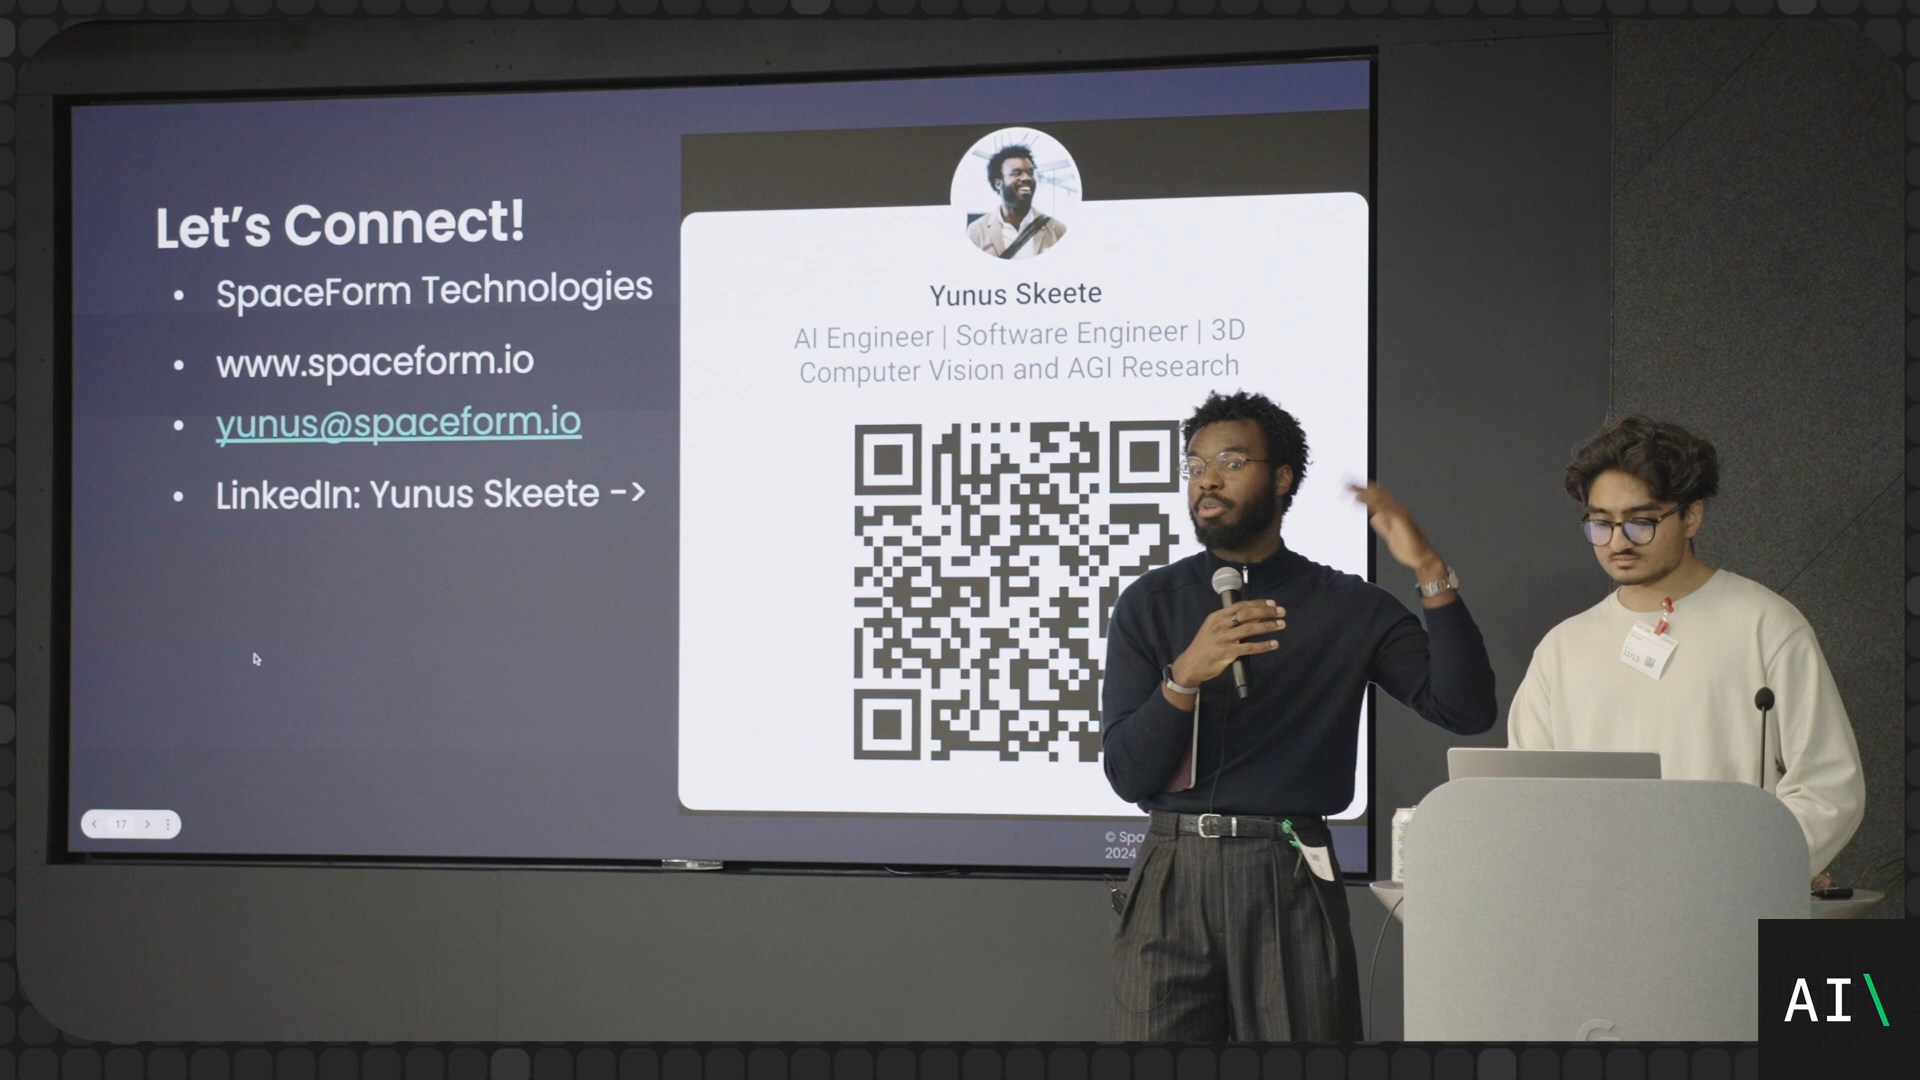 Let's Connect!
• SpaceForm Technologies
• www.spaceform.io
• yunus@spaceform.io
• LinkedIn: Yunus Skeete ->
Yunus Skeete
AI Engineer | Software Engineer | 3D
Computer Vision and AGI Research
17
©
2024
AI\